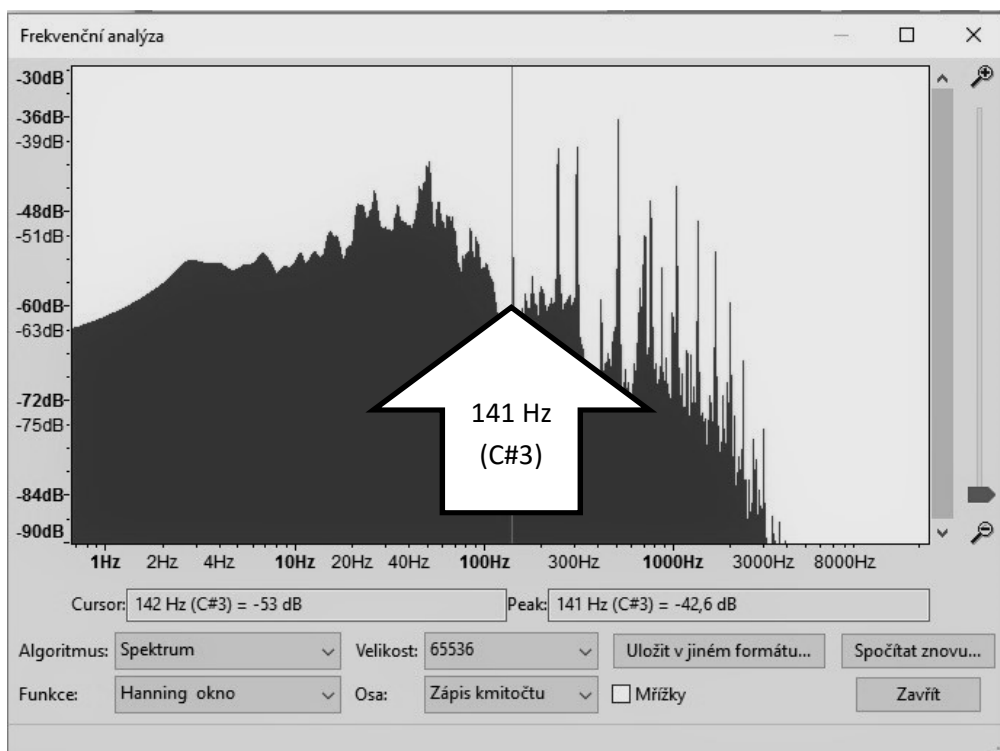 Frekvenční analýza
-30dB
-36dB
-39dB
-48dB
-51dB
-60dB
-63dB
-72dB
-75dB
-84dB
-90dB
141 Hz
(C#3)
1Hz 2Hz 4Hz 10Hz 20Hz 40Hz 100Hz 300Hz 1000Hz 3000Hz 8000Hz
Cursor: 142 Hz (C#3) = -53 dB Peak: 141 Hz (C#3) = -42,6 dB
Algoritmus: Spektrum Velikost: 65536 Uložit v jiném formátu... Spočítat znovu...
Funkce: Hanning okno Osa: Zápis kmitočtu Mřížky Zavřít